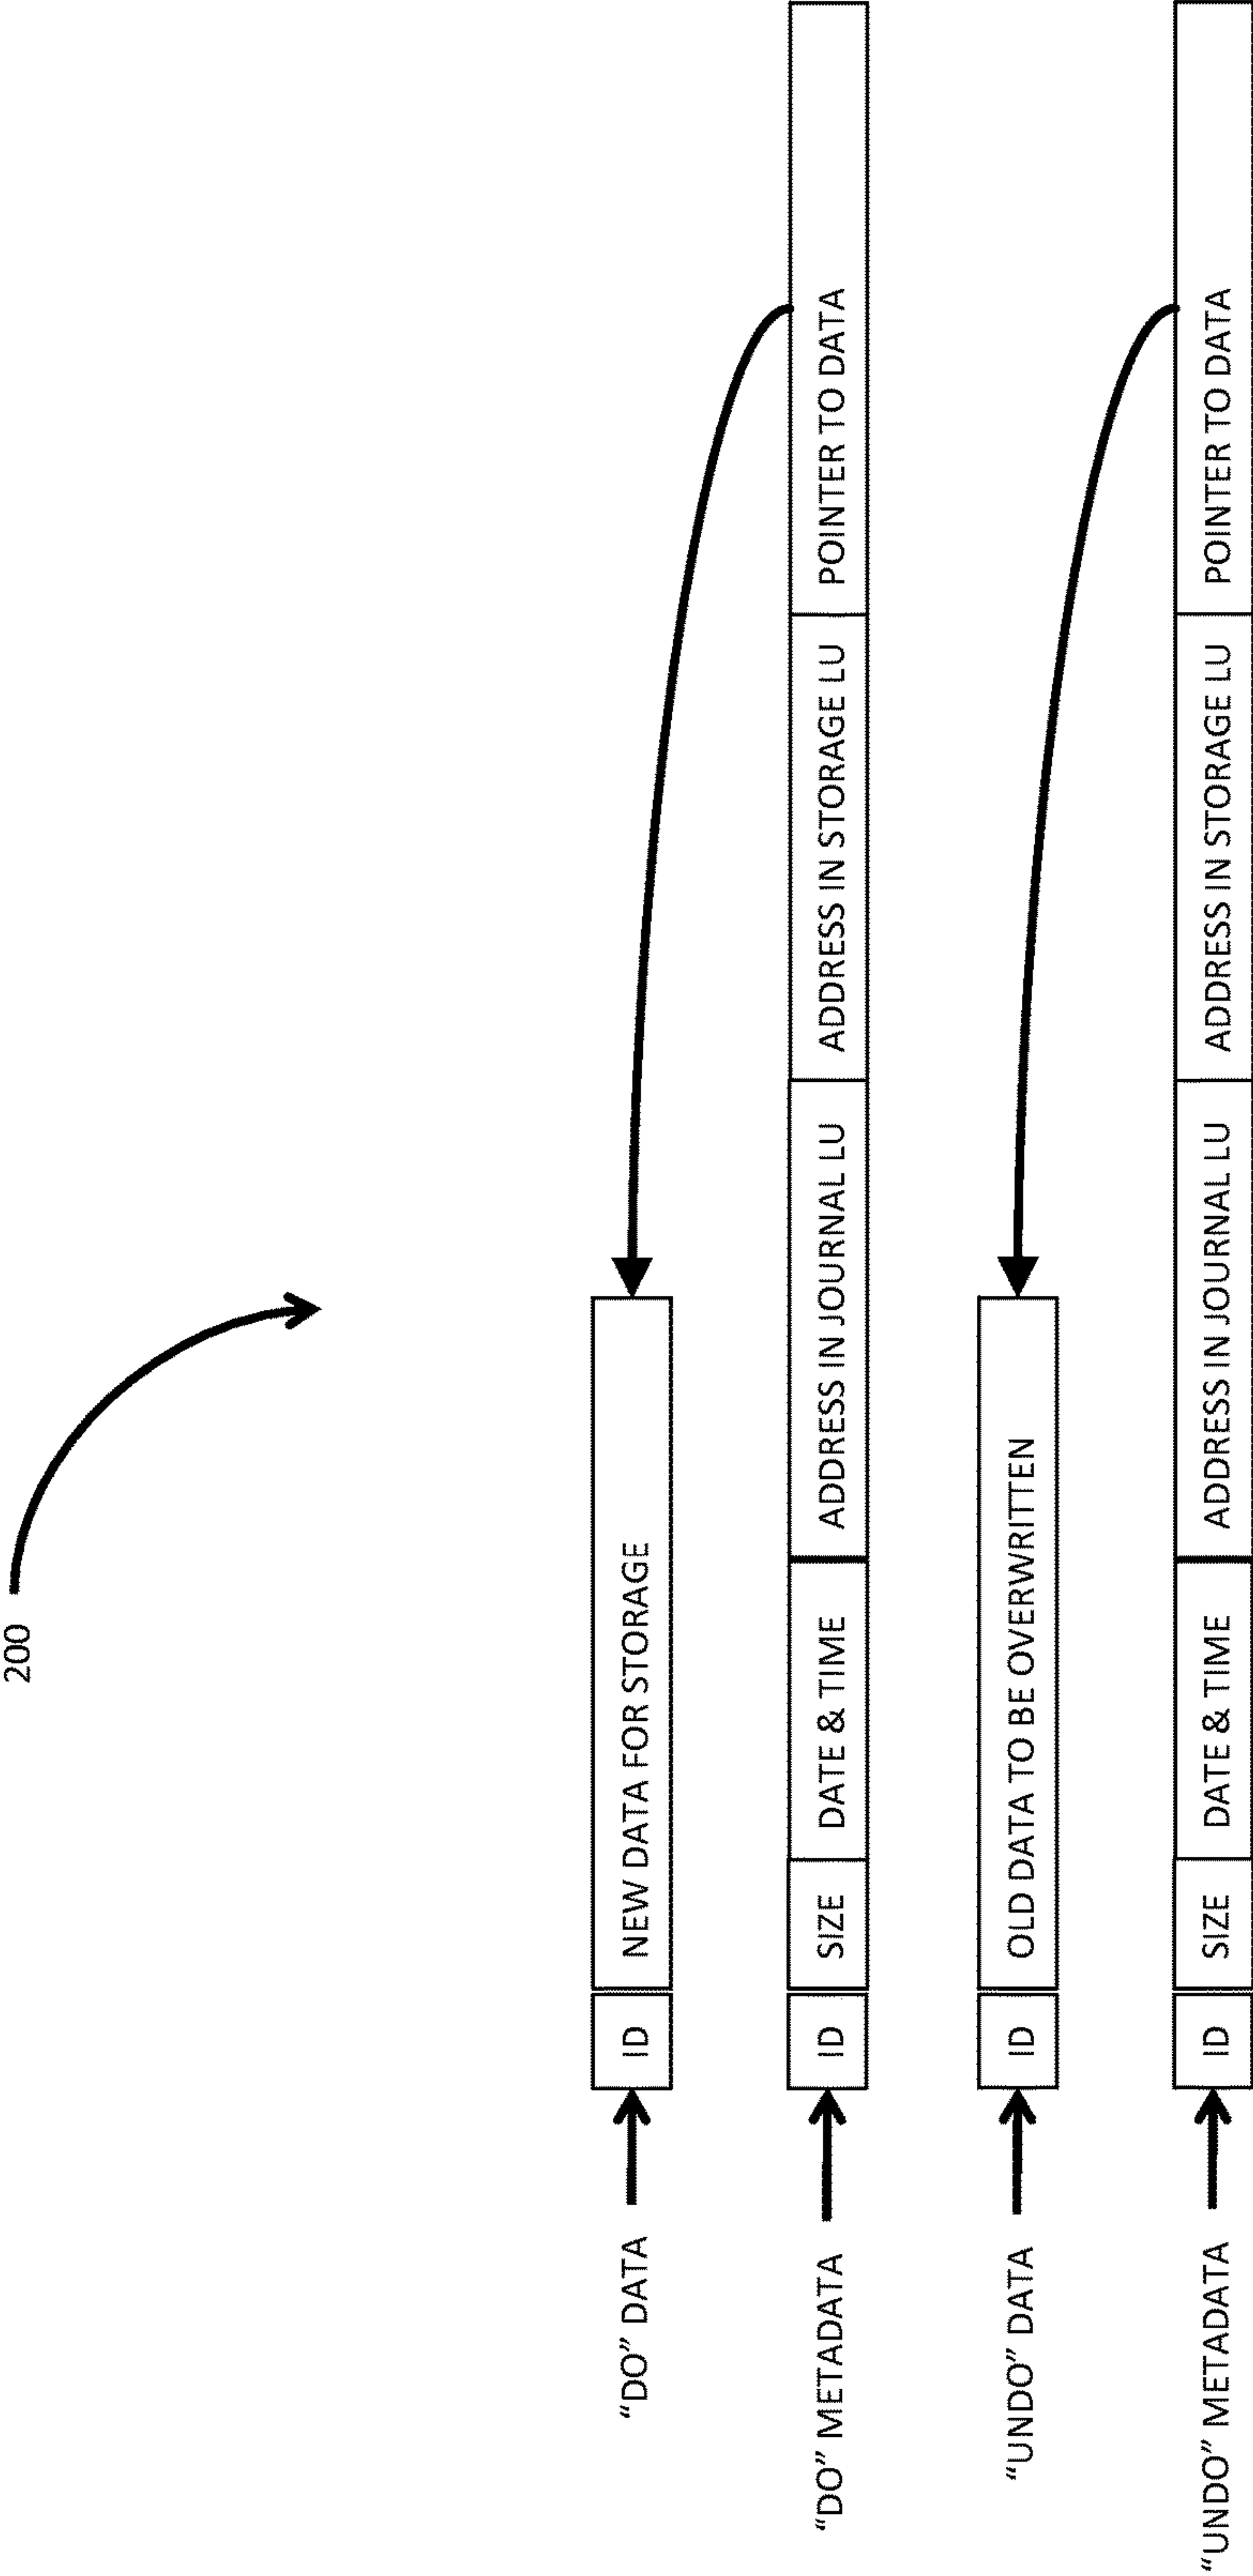 200
“DO” DATA
ID
NEW DATA FOR STORAGE
“DO” METADATA
ID
SIZE
DATE & TIME
ADDRESS IN JOURNAL LU
ADDRESS IN STORAGE LU
POINTER TO DATA
“UNDO” DATA
ID
OLD DATA TO BE OVERWRITTEN
“UNDO” METADATA
ID
SIZE
DATE & TIME
ADDRESS IN JOURNAL LU
ADDRESS IN STORAGE LU
POINTER TO DATA